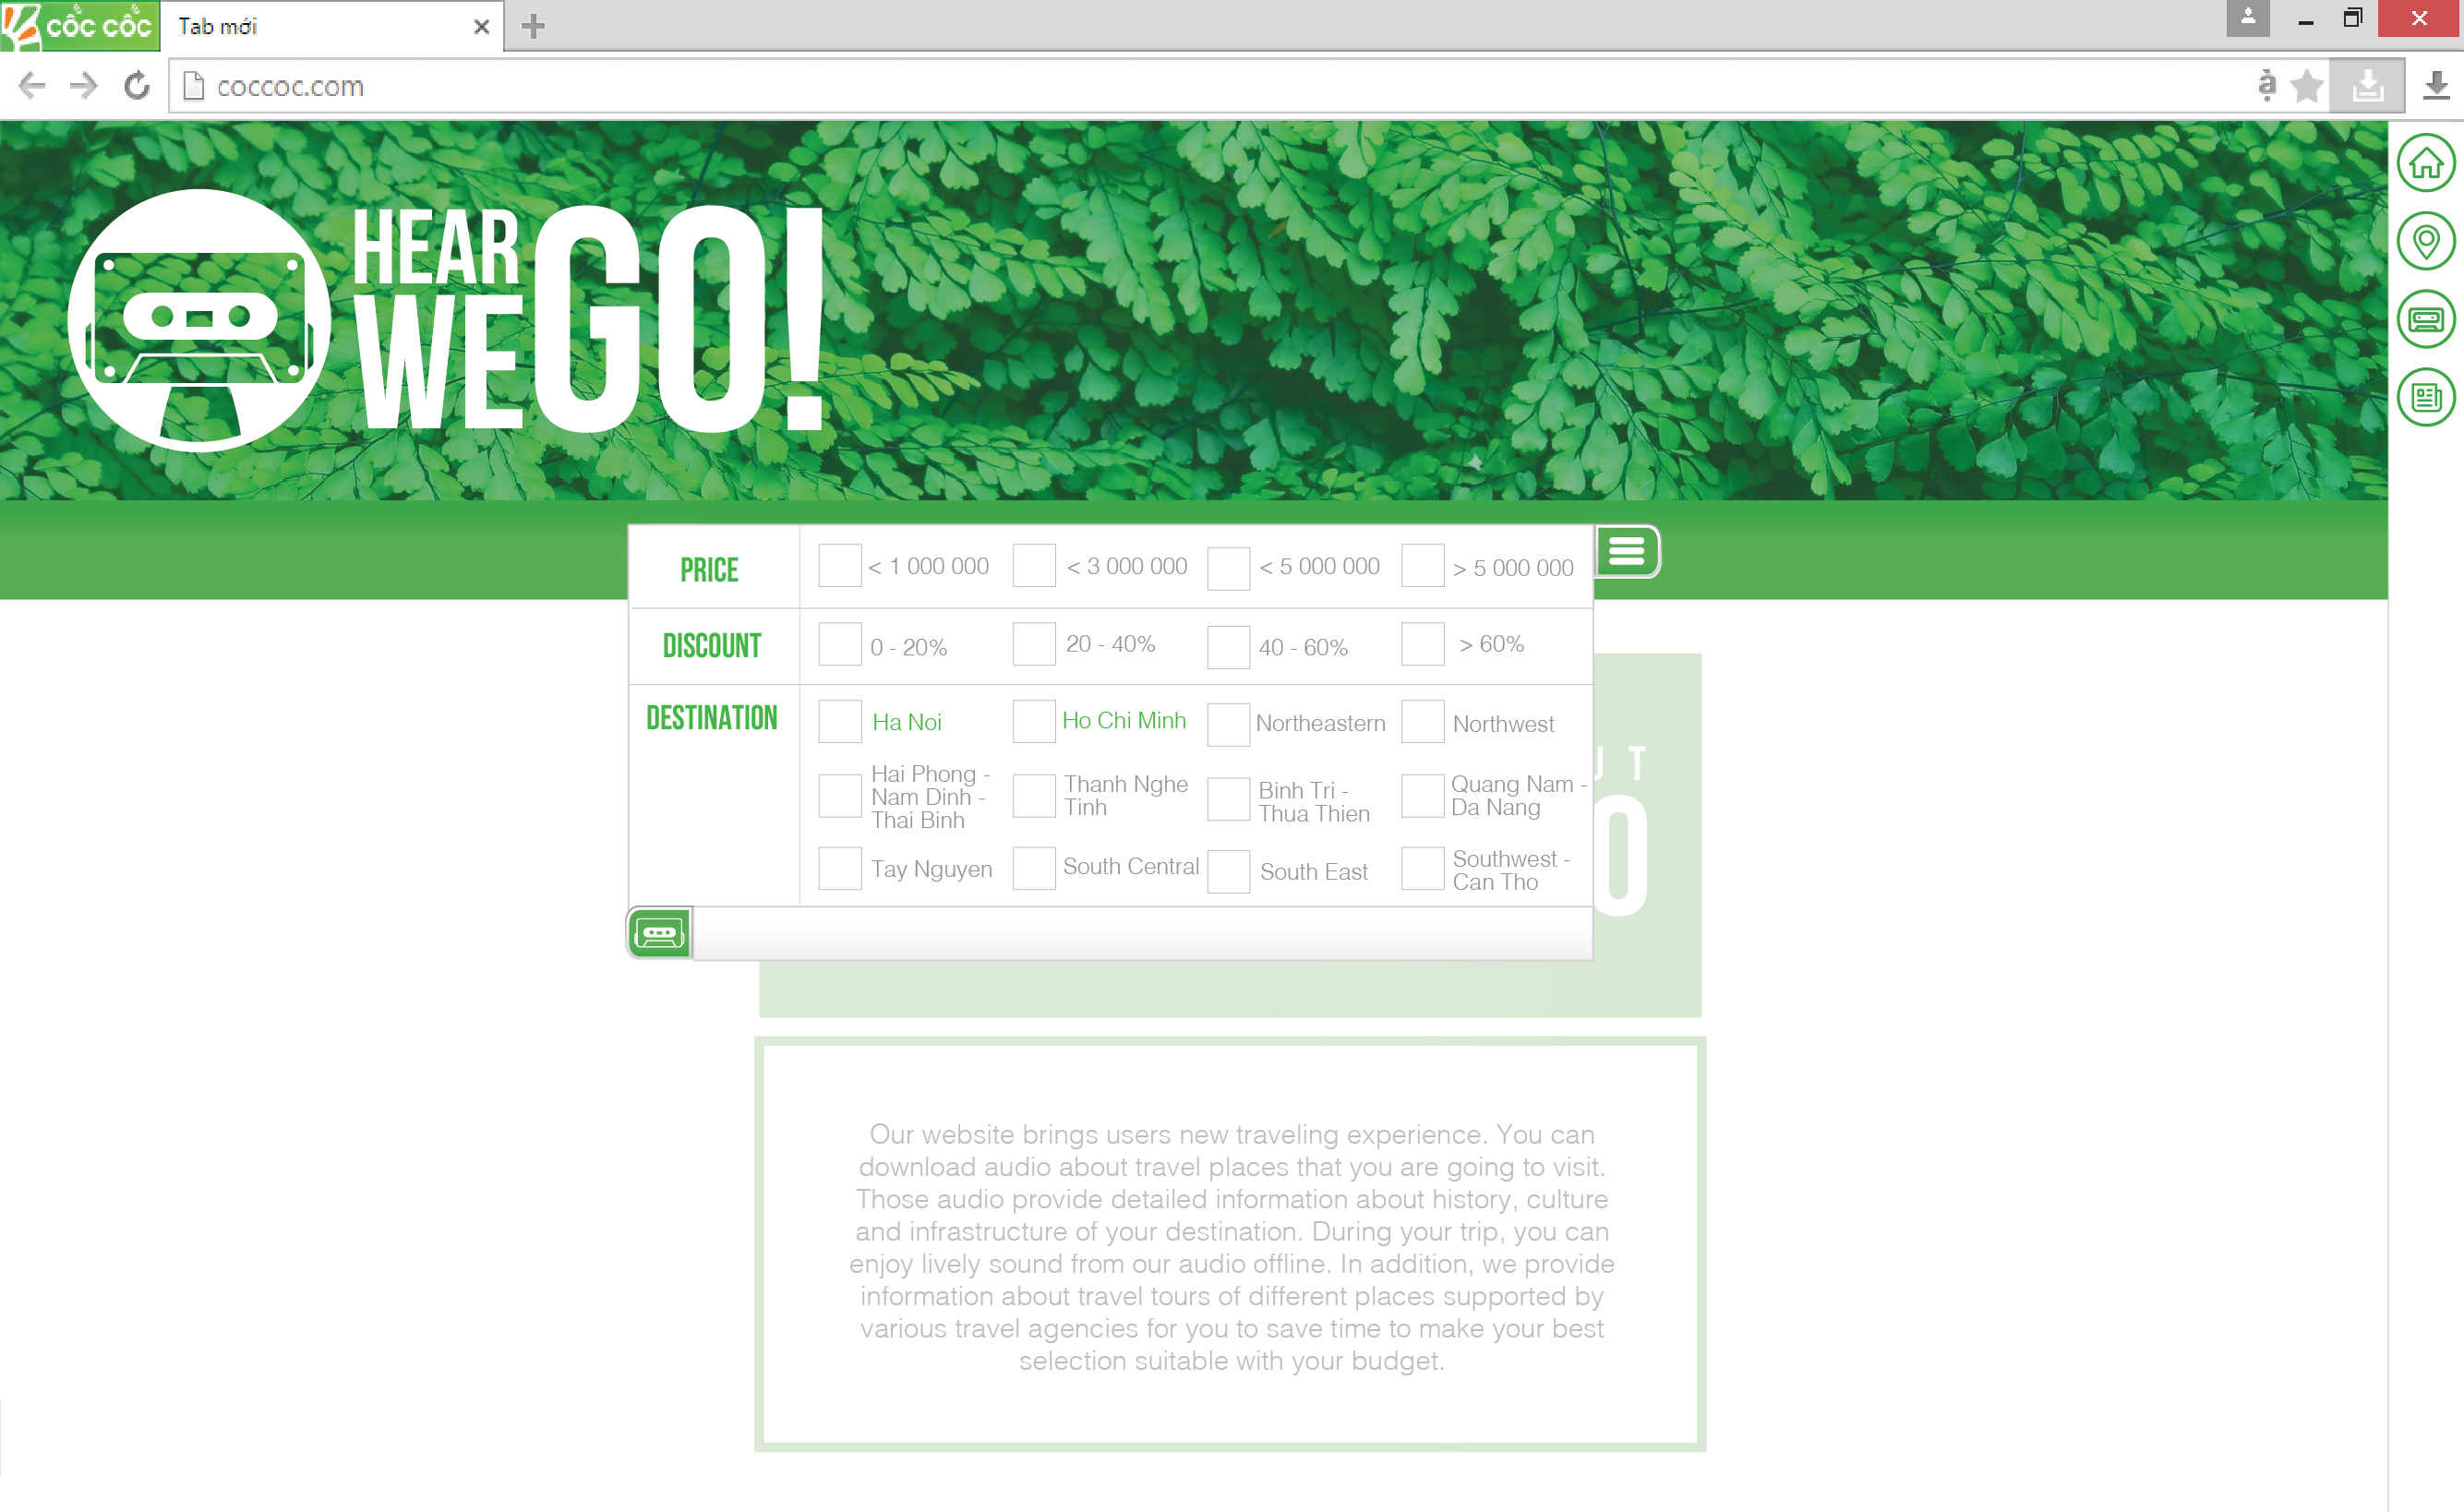 cốc cốc
Tab mới
coccoc.com
HEAR
WE
GO!
PRICE
< 1 000 000
< 3 000 000
< 5 000 000
> 5 000 000
DISCOUNT
0 - 20%
20 - 40%
40 - 60%
> 60%
DESTINATION
Ha Noi
Ho Chi Minh
Northeastern
Northwest
Hai Phong -
Nam Dinh -
Thai Binh
Thanh Nghe
Tinh
Binh Tri -
Thua Thien
Quang Nam -
Da Nang
Tay Nguyen
South Central
South East
Southwest -
Can Tho
Our website brings users new traveling experience. You can
download audio about travel places that you are going to visit.
Those audio provide detailed information about history, culture
and infrastructure of your destination. During your trip, you can
enjoy lively sound from our audio offline. In addition, we provide
information about travel tours of different places supported by
various travel agencies for you to save time to make your best
selection suitable with your budget.